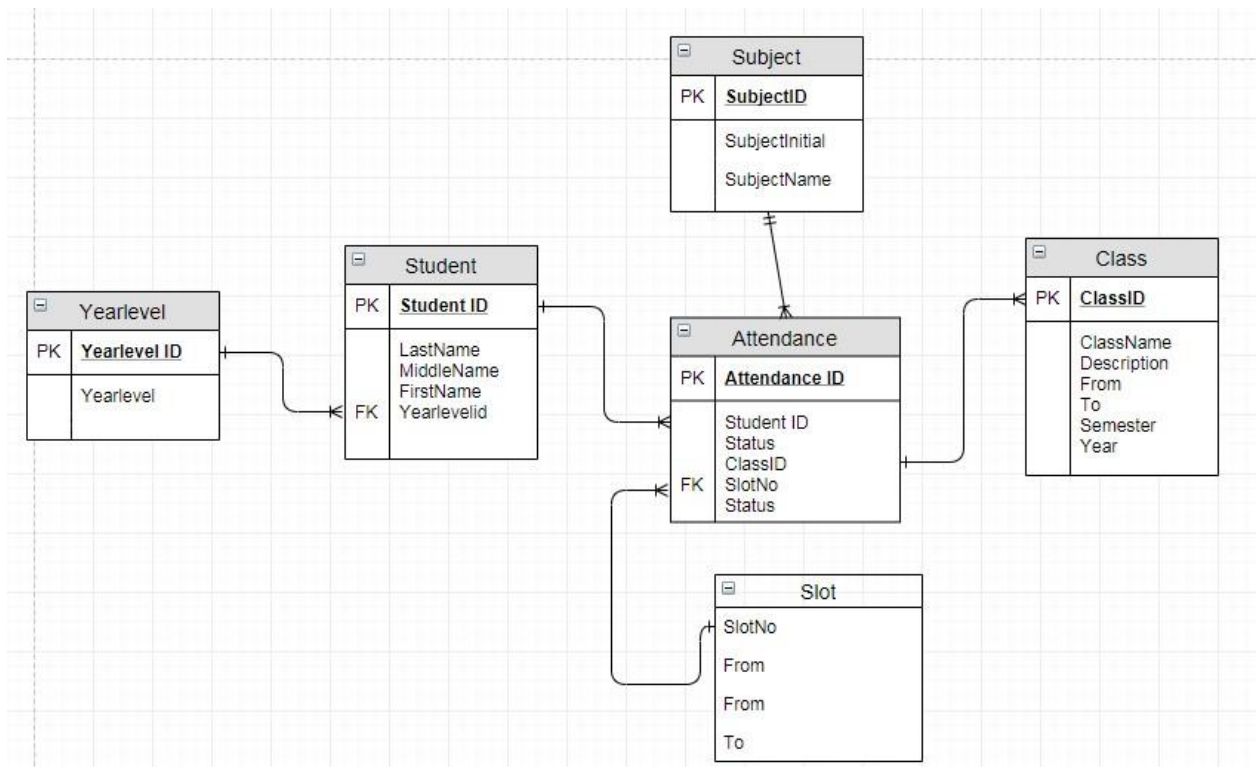 Subject
PK SubjectID
SubjectInitial
SubjectName
Student
PK Student ID
LastName
MiddleName
FirstName
FK Yearlevelid
Yearlevel
PK Yearlevel ID
Yearlevel
Attendance
PK Attendance ID
Student ID
Status
ClassID
FK SlotNo
Status
Class
PK ClassID
ClassName
Description
From
To
Semester
Year
Slot
SlotNo
From
From
To